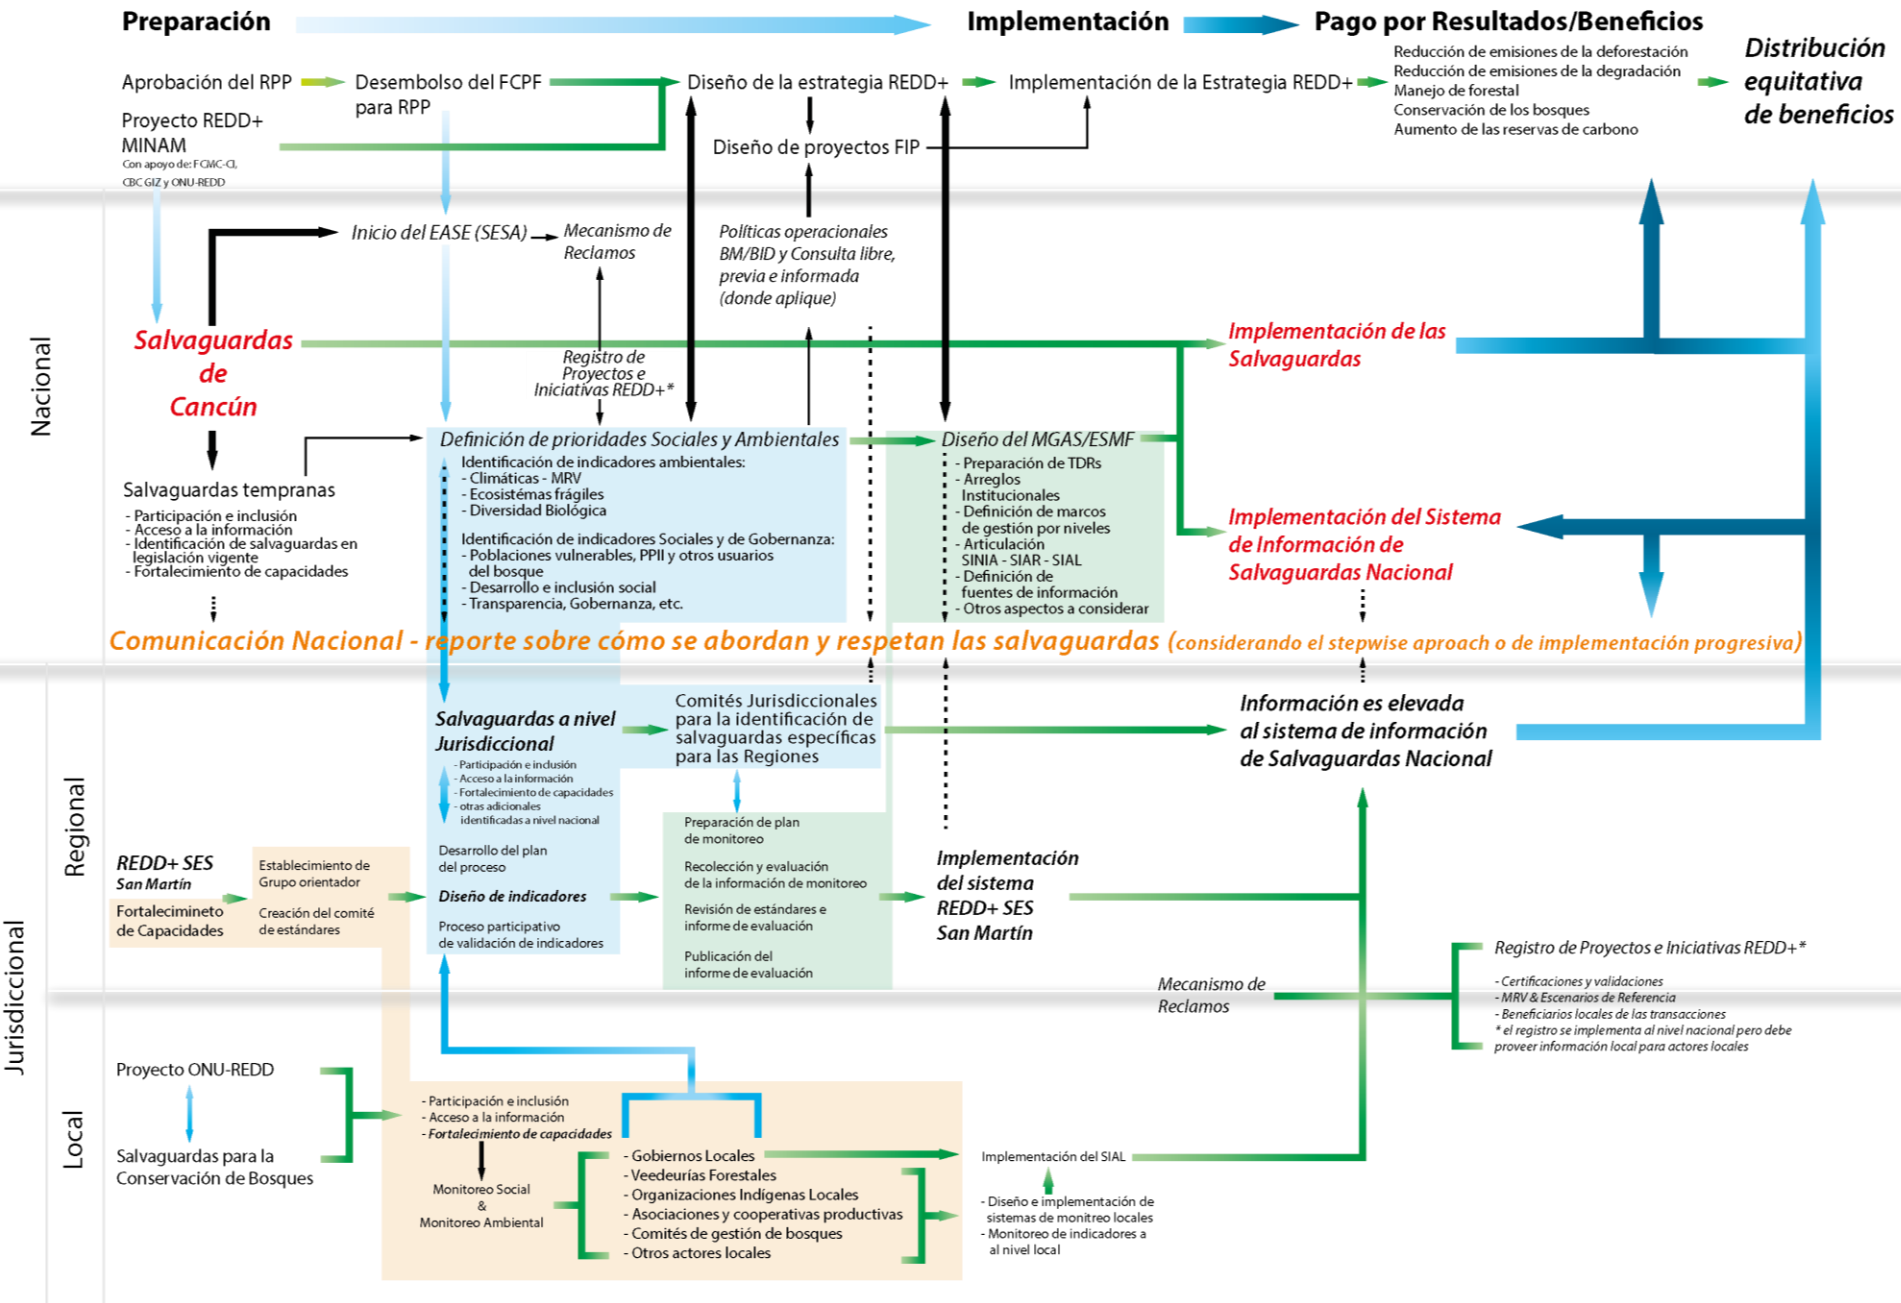 Preparación
Implementación
Pago por Resultados/Beneficios
Aprobación del RPP
Desembolso del FCPF
para RPP
Diseño de la estrategia REDD+
Implementación de la Estrategia REDD+
Reducción de emisiones de la deforestación
Reducción de emisiones de la degradación
Manejo de forestal
Conservación de los bosques
Aumento de las reservas de carbono
Distribución
equitativa
de beneficios
Proyecto REDD+
MINAM
Con apoyo de: FCMC-CI,
CBC GIZ y ONU-REDD
Diseño de proyectos FIP
Nacional
Inicio del EASE (SESA)
Mecanismo de
Reclamos
Políticas operacionales
BM/BID y Consulta libre,
previa e informada
(donde aplique)
Salvaguardas
de
Cancún
Registro de
Proyectos e
Iniciativas REDD+*
Implementación de las
Salvaguardas
Salvaguardas tempranas
- Participación e inclusión
- Acceso a la información
- Identificación de salvaguardas en
legislación vigente
- Fortalecimiento de capacidades
Definición de prioridades Sociales y Ambientales
Identificación de indicadores ambientales:
- Climáticas - MRV
- Ecosistémas frágiles
- Diversidad Biológica
Identificación de indicadores Sociales y de Gobernanza:
- Poblaciones vulnerables, PPII y otros usuarios
del bosque
- Desarrollo e inclusión social
- Transparencia, Gobernanza, etc.
Diseño del MGAS/ESMF
- Preparación de TDRs
- Arreglos
Institucionales
- Definición de marcos
de gestión por niveles
- Articulación
SINIA - SIAR - SIAL
- Definición de
fuentes de información
- Otros aspectos a considerar
Implementación del Sistema
de Información de
Salvaguardas Nacional
Comunicación Nacional - reporte sobre cómo se abordan y respetan las salvaguardas (considerando el stepwise aproach o de implementación progresiva)
Jurisdiccional
Regional
Salvaguardas a nivel
Jurisdiccional
- Participación e inclusión
- Acceso a la información
- Fortalecimiento de capacidades
- otras adicionales
identificadas a nivel nacional
Comités Jurisdiccionales
para la identificación de
salvaguardas específicas
para las Regiones
Información es elevada
al sistema de información
de Salvaguardas Nacional
REDD+ SES
San Martín
Fortalecimineto
de Capacidades
Establecimiento de
Grupo orientador
Creación del comité
de estándares
Desarrollo del plan
del proceso
Diseño de indicadores
Proceso participativo
de validación de indicadores
Preparación de plan
de monitoreo
Recolección y evaluación
de la información de monitoreo
Revisión de estándares e
informe de evaluación
Publicación del
informe de evaluación
Implementación
del sistema
REDD+ SES
San Martín
Mecanismo de
Reclamos
Registro de Proyectos e Iniciativas REDD+*
- Certificaciones y validaciones
- MRV & Escenarios de Referencia
- Beneficiarios locales de las transacciones
* el registro se implementa al nivel nacional pero debe
proveer información local para actores locales
Local
Proyecto ONU-REDD
Salvaguardas para la
Conservación de Bosques
- Participación e inclusión
- Acceso a la información
- Fortalecimiento de capacidades
Monitoreo Social
&
Monitoreo Ambiental
- Gobiernos Locales
- Veedeurías Forestales
- Organizaciones Indígenas Locales
- Asociaciones y cooperativas productivas
- Comités de gestión de bosques
- Otros actores locales
Implementación del SIAL
- Diseño e implementación de
sistemas de monitreo locales
- Monitoreo de indicadores a
al nivel local